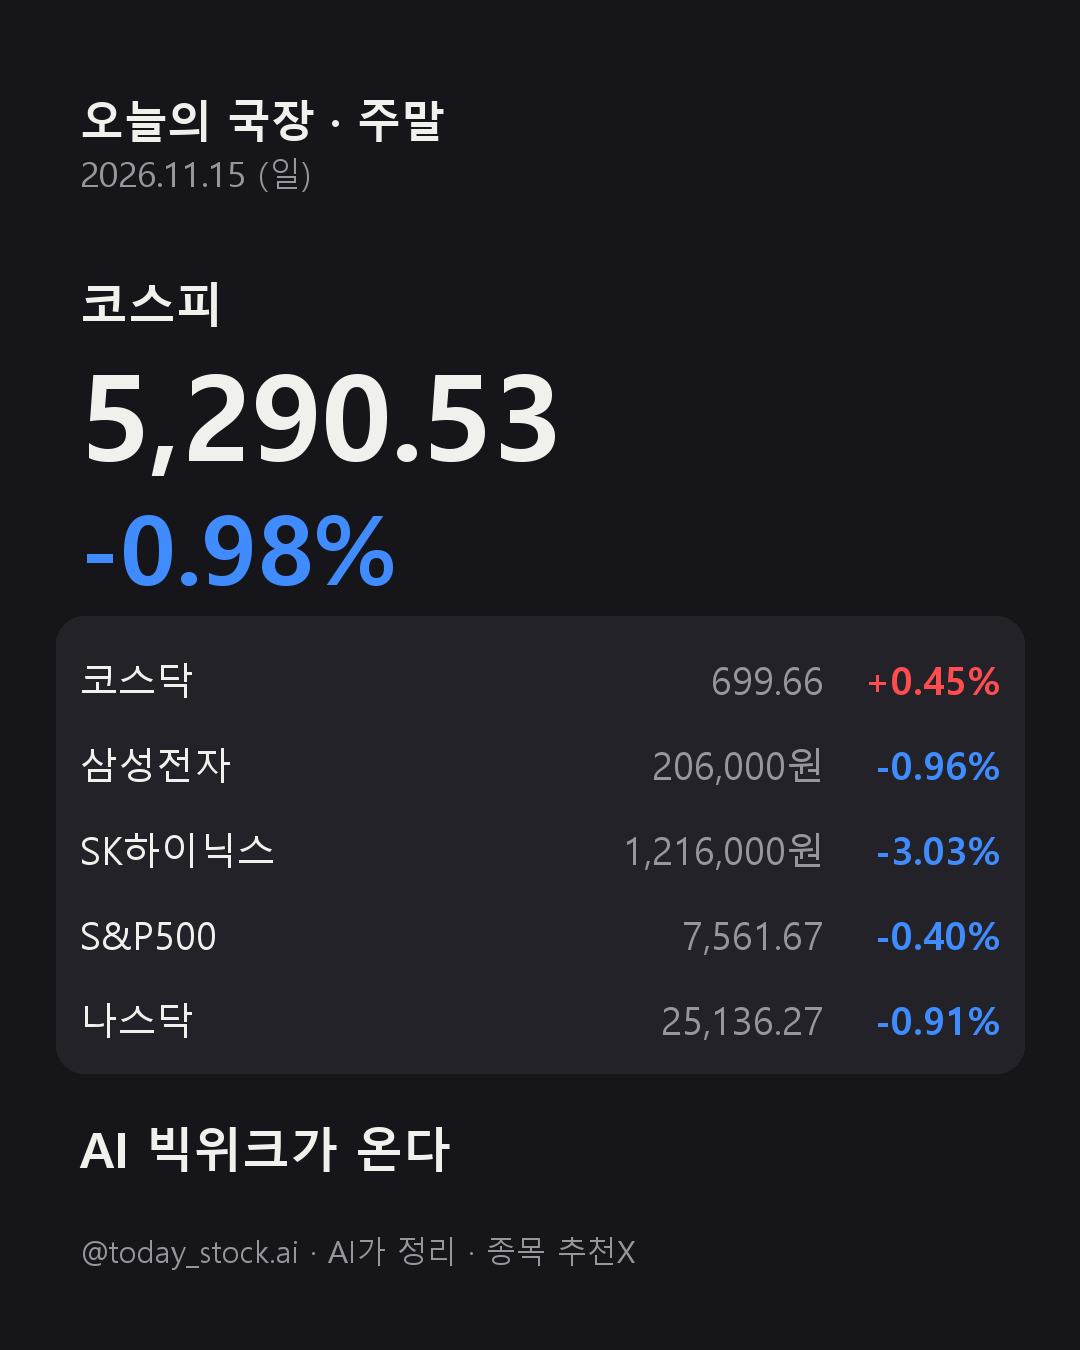 오늘의 국장 · 주말
2026.11.15 (일)
코스피
5,290.53
-0.98%
코스닥 699.66 +0.45%
삼성전자 206,000원 -0.96%
SK하이닉스 1,216,000원 -3.03%
S&P500 7,561.67 -0.40%
나스닥 25,136.27 -0.91%
AI 빅위크가 온다
@today_stock.ai · AI가 정리 · 종목 추천X